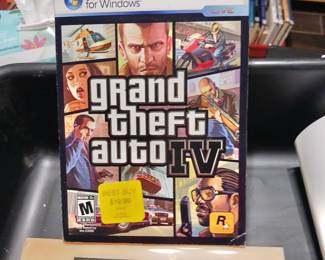 for Windows
grand
theft
auto IV
BEST BUY
$19.99
M
R